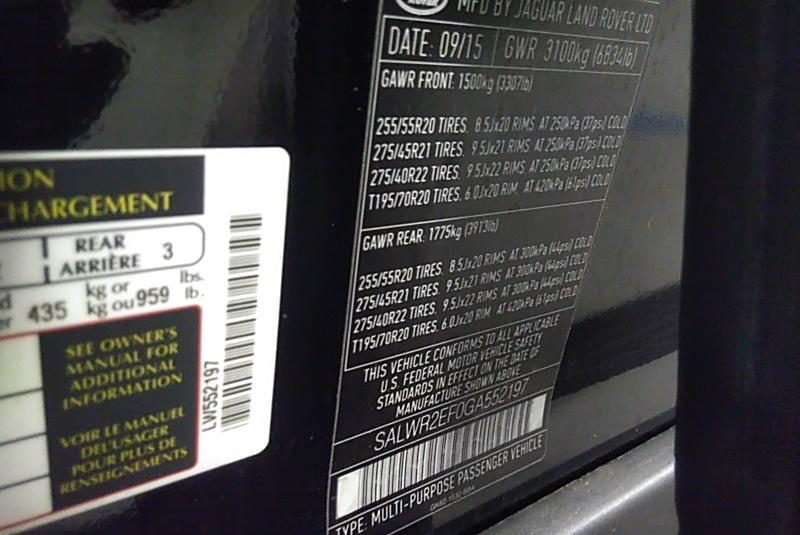 ION
CHARGEMENT
REAR
ARRIÈRE 3
435 kg or
kg ou 959 lbs.
lb.
SEE OWNER'S
MANUAL FOR
ADDITIONAL
INFORMATION
VOIR LE MANUEL
DE L'USAGER
POUR PLUS DE
RENSEIGNEMENTS
LW552197
ROVER
MFD BY JAGUAR LAND ROVER LTD
DATE: 09/15 GWR 3100kg (6834lb)
GAWR FRONT: 1500kg (3307lb)
255/55R20 TIRES. 8.5Jx20 RIMS. AT 250kPa (37psi) COLD
275/45R21 TIRES. 9.5Jx21 RIMS. AT 250kPa (37psi) COLD
275/40R22 TIRES. 9.5Jx22 RIMS. AT 250kPa (37psi) COLD
T195/70R20 TIRES. 6.0Jx20 RIM. AT 420kPa (61psi) COLD
GAWR REAR: 1775kg (3913lb)
255/55R20 TIRES. 8.5Jx20 RIMS. AT 300kPa (44psi) COLD
275/45R21 TIRES. 9.5Jx21 RIMS. AT 300kPa (44psi) COLD
275/40R22 TIRES. 9.5Jx22 RIMS. AT 300kPa (44psi) COLD
T195/70R20 TIRES. 6.0Jx20 RIM. AT 420kPa (61psi) COLD
THIS VEHICLE CONFORMS TO ALL APPLICABLE
U.S. FEDERAL MOTOR VEHICLE SAFETY
STANDARDS IN EFFECT ON THE DATE OF
MANUFACTURE SHOWN ABOVE
SALWR2EF0GA552197
TYPE: MULTI-PURPOSE PASSENGER VEHICLE